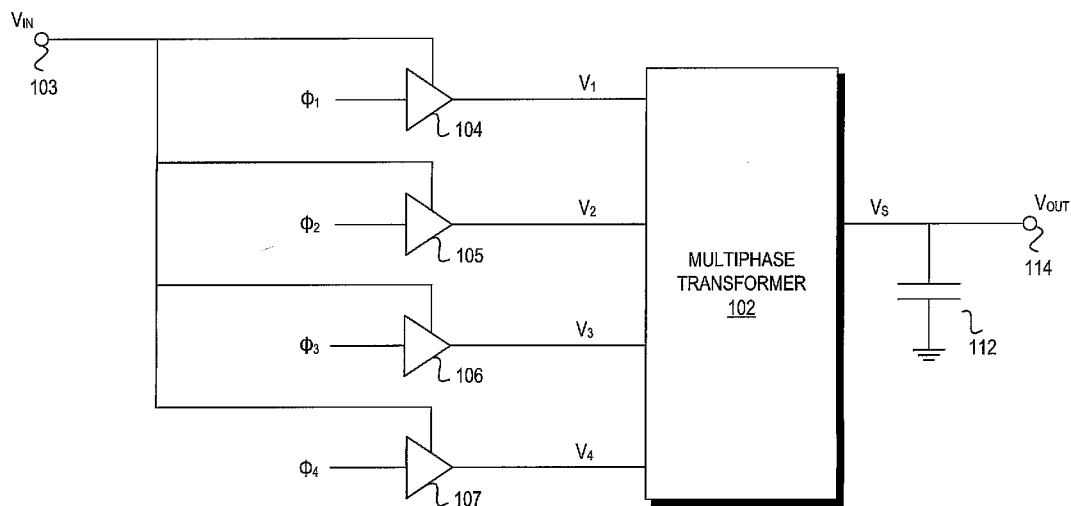 V_IN
103
Φ1
104
V1
Φ2
105
V2
Φ3
106
V3
Φ4
107
V4
MULTIPHASE
TRANSFORMER
102
VS
VOUT
114
112